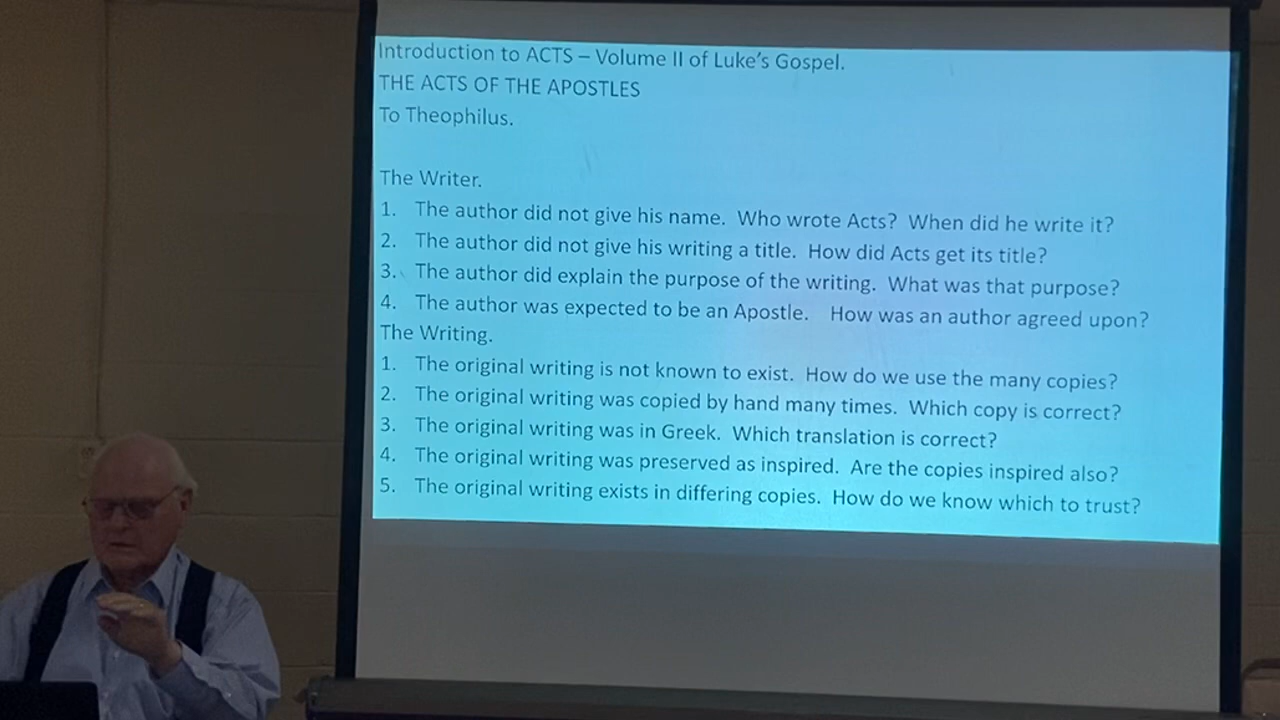 Introduction to ACTS – Volume II of Luke's Gospel.
THE ACTS OF THE APOSTLES
To Theophilus.
The Writer.
1. The author did not give his name. Who wrote Acts? When did he write it?
2. The author did not give his writing a title. How did Acts get its title?
3. The author did explain the purpose of the writing. What was that purpose?
4. The author was expected to be an Apostle. How was an author agreed upon?
The Writing.
1. The original writing is not known to exist. How do we use the many copies?
2. The original writing was copied by hand many times. Which copy is correct?
3. The original writing was in Greek. Which translation is correct?
4. The original writing was preserved as inspired. Are the copies inspired also?
5. The original writing exists in differing copies. How do we know which to trust?